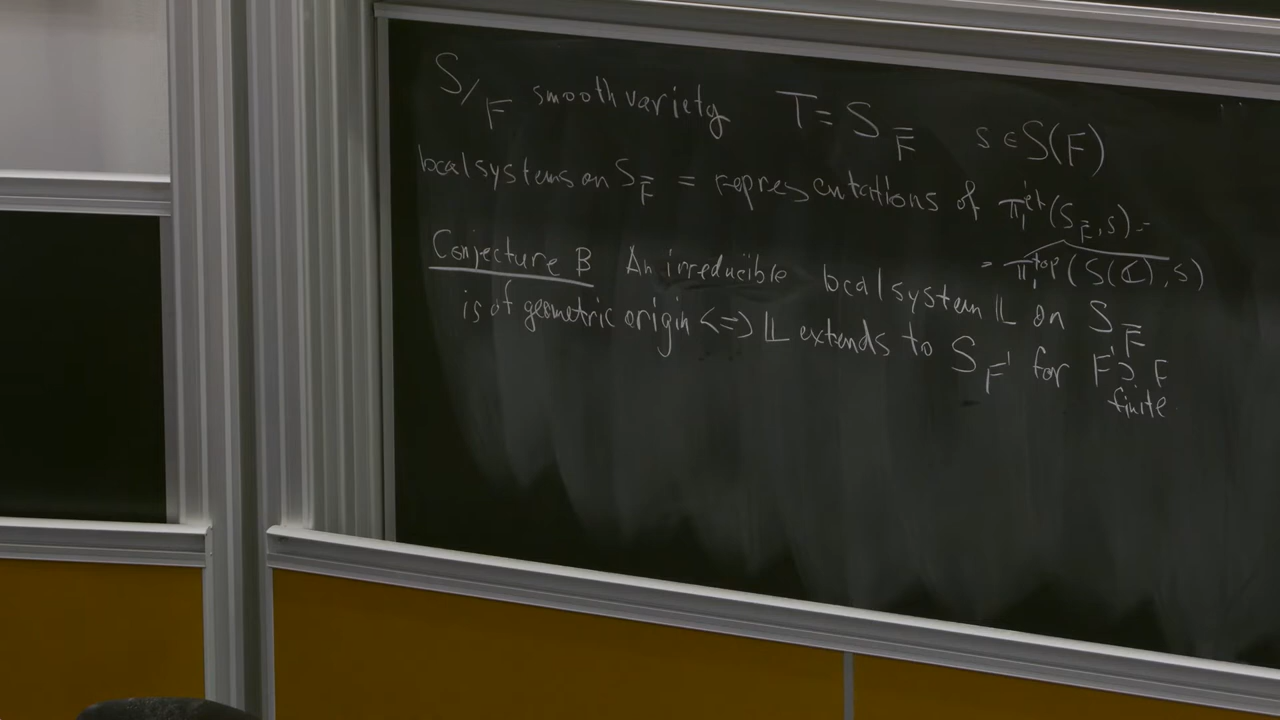 S/F smooth variety T = S_F̄ s ∈ S(F)
local systems on S_F̄ = representations of π₁^ét(S_F̄, s) =
= \widehat{π₁^top(S(ℂ), s)}
Conjecture B An irreducible local system 𝕃 on S_F̄
is of geometric origin <=> 𝕃 extends to S_F' for F' ⊃ F
finite